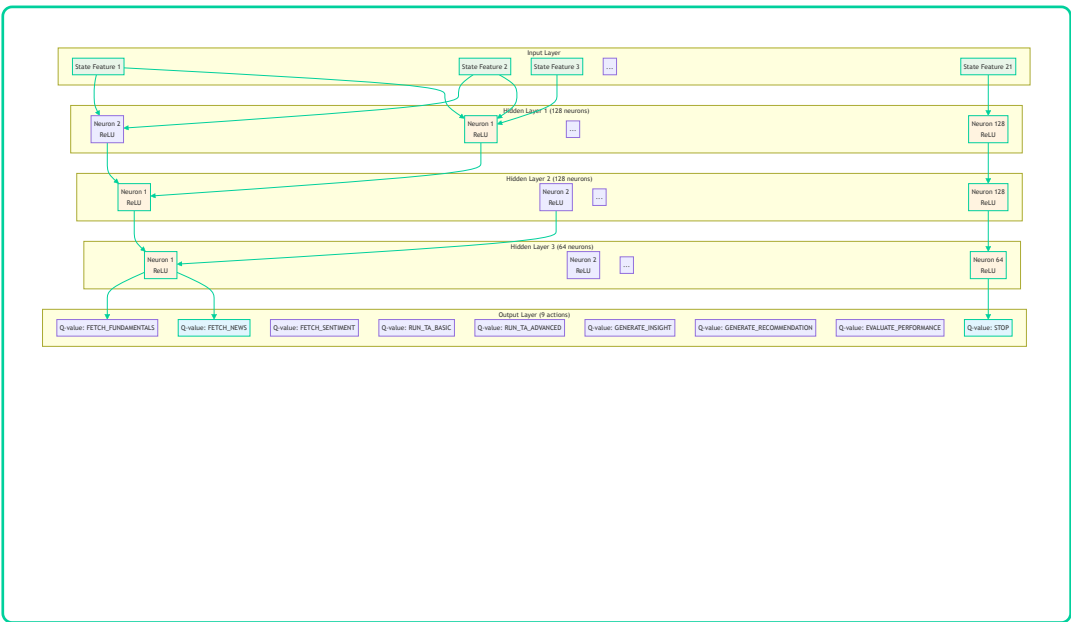 Input Layer
State Feature 1
State Feature 2
State Feature 3
...
State Feature 21
Hidden Layer 1 (128 neurons)
Neuron 2
ReLU
Neuron 1
ReLU
...
Neuron 128
ReLU
Hidden Layer 2 (128 neurons)
Neuron 1
ReLU
Neuron 2
ReLU
...
Neuron 128
ReLU
Hidden Layer 3 (64 neurons)
Neuron 1
ReLU
Neuron 2
ReLU
...
Neuron 64
ReLU
Output Layer (9 actions)
Q-value: FETCH_FUNDAMENTALS
Q-value: FETCH_NEWS
Q-value: FETCH_SENTIMENT
Q-value: RUN_TA_BASIC
Q-value: RUN_TA_ADVANCED
Q-value: GENERATE_INSIGHT
Q-value: GENERATE_RECOMMENDATION
Q-value: EVALUATE_PERFORMANCE
Q-value: STOP